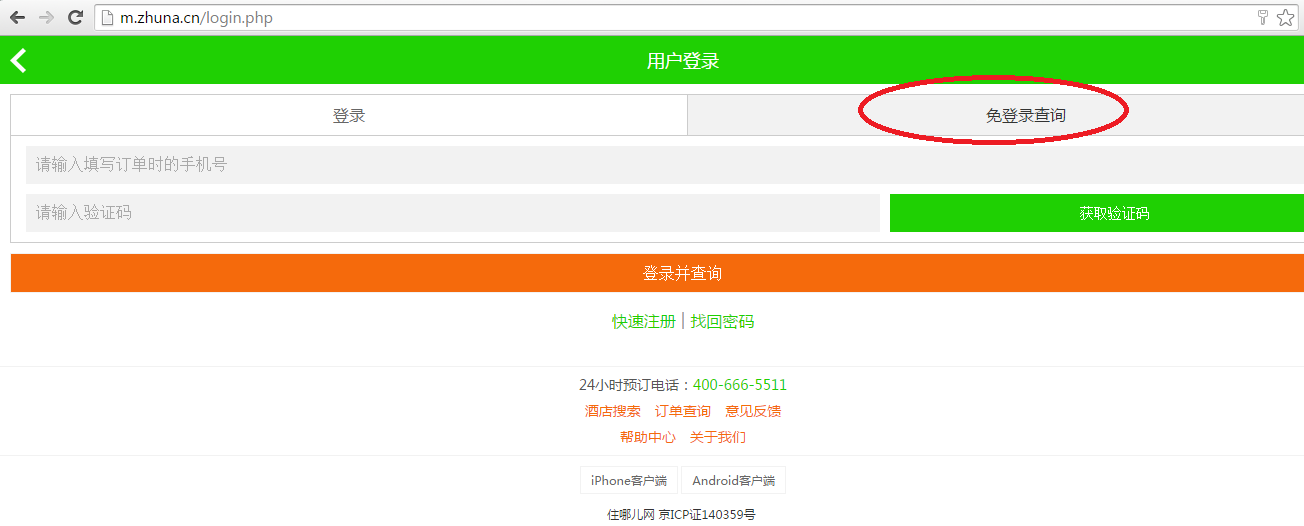 m.zhuna.cn/login.php
用户登录
登录 免登录查询
请输入填写订单时的手机号
请输入验证码 获取验证码
登录并查询
快速注册 | 找回密码
24小时预订电话：400-666-5511
酒店搜索 订单查询 意见反馈
帮助中心 关于我们
iPhone客户端 Android客户端
住哪儿网 京ICP证140359号